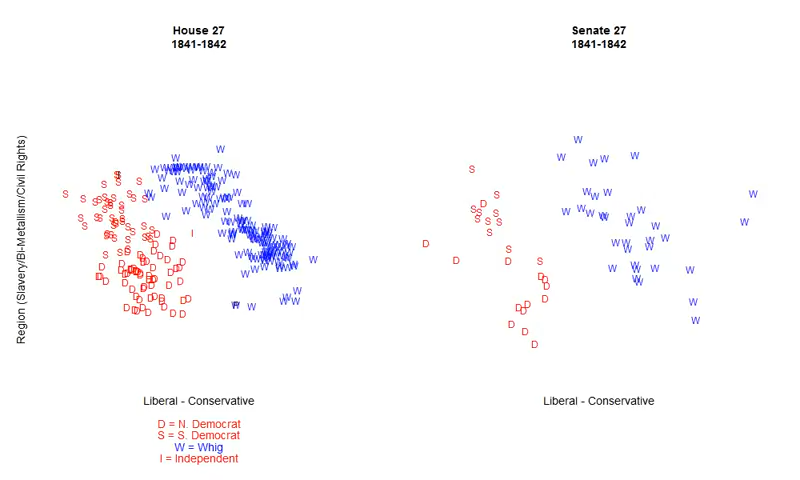 House 27
1841-1842
Senate 27
1841-1842
Region (Slavery/Bi-Metallism/Civil Rights)
Liberal - Conservative
Liberal - Conservative
D = N. Democrat
S = S. Democrat
W = Whig
I = Independent